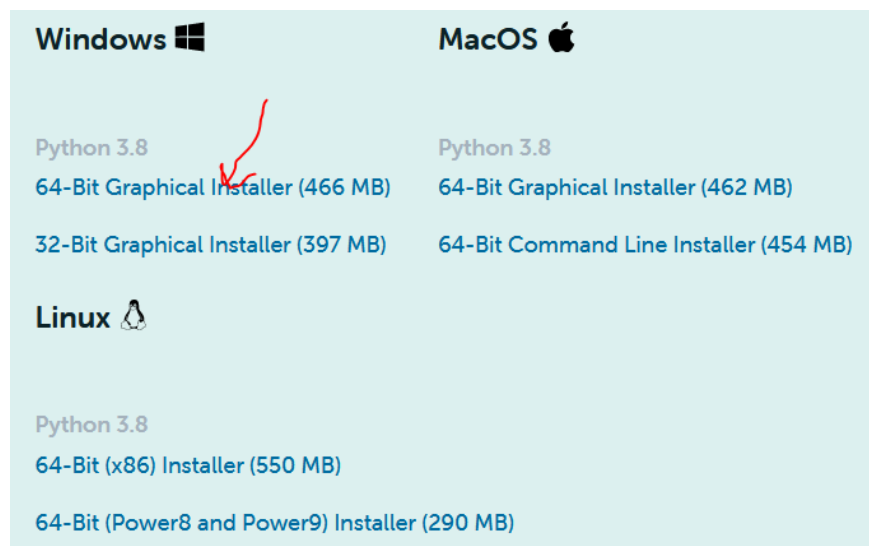 Windows
Python 3.8
64-Bit Graphical Installer (466 MB)
32-Bit Graphical Installer (397 MB)
MacOS
Python 3.8
64-Bit Graphical Installer (462 MB)
64-Bit Command Line Installer (454 MB)
Linux
Python 3.8
64-Bit (x86) Installer (550 MB)
64-Bit (Power8 and Power9) Installer (290 MB)